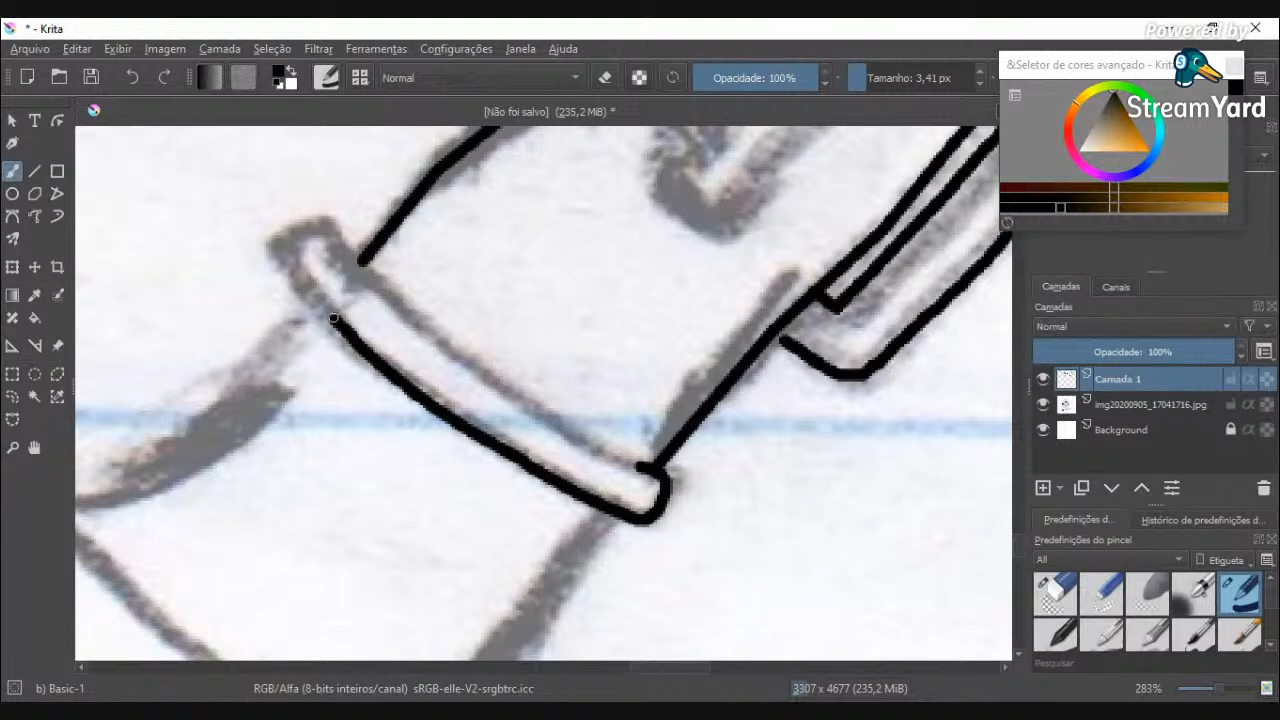 * - Krita
Powered by
Arquivo Editar Exibir Imagem Camada Seleção Filtrar Ferramentas Configurações Janela Ajuda
Normal Opacidade: 100% Tamanho: 3,41 px
&Seletor de cores avançado - Krita
StreamYard
[Não foi salvo] (235,2 MiB) *
Camadas Canais
Camadas
Normal
Opacidade: 100%
Camada 1
img20200905_17041716.jpg
Background
Predefinições d... Histórico de predefinições d...
Predefinições do pincel
All Etiqueta
Pesquisar
b) Basic-1 RGB/Alfa (8-bits inteiros/canal) sRGB-elle-V2-srgbtrc.icc 3307 x 4677 (235,2 MiB) 283%